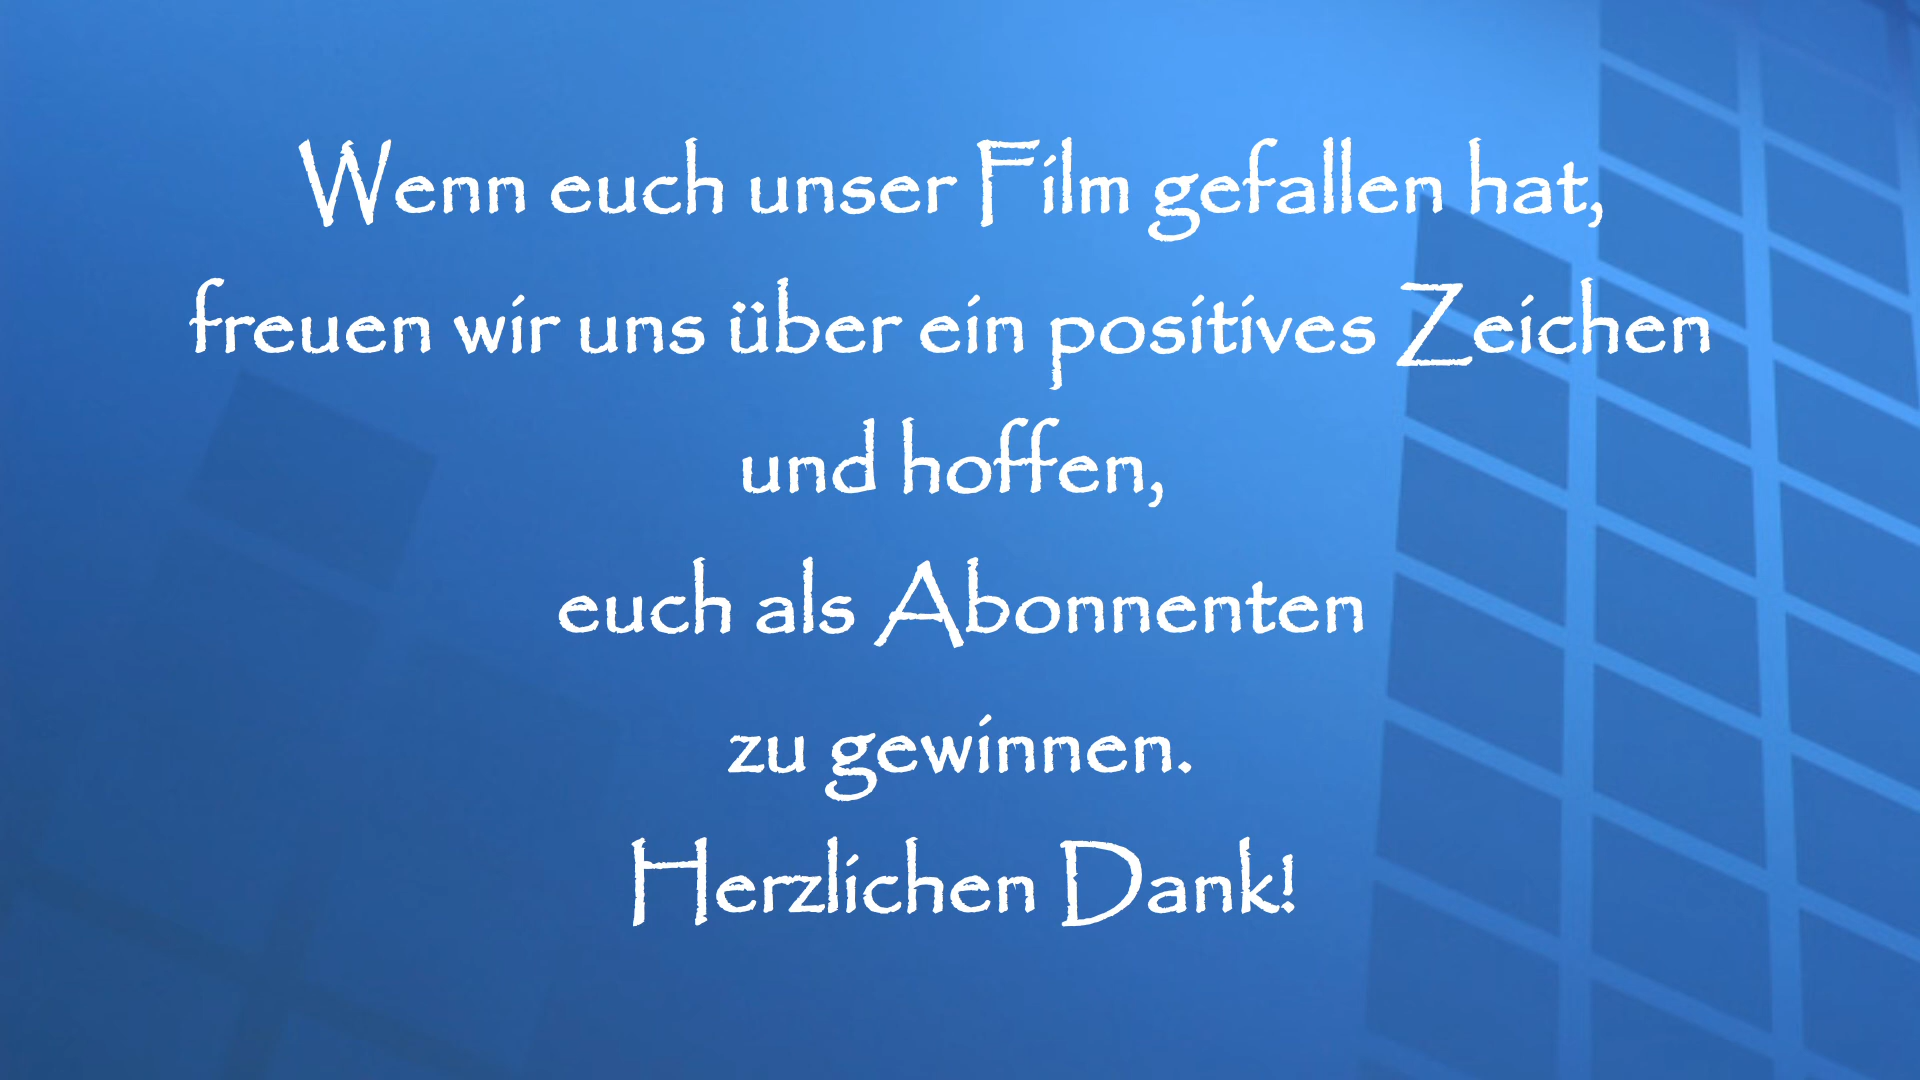 Wenn euch unser Film gefallen hat,
freuen wir uns über ein positives Zeichen
und hoffen,
euch als Abonnenten
zu gewinnen.
Herzlichen Dank!